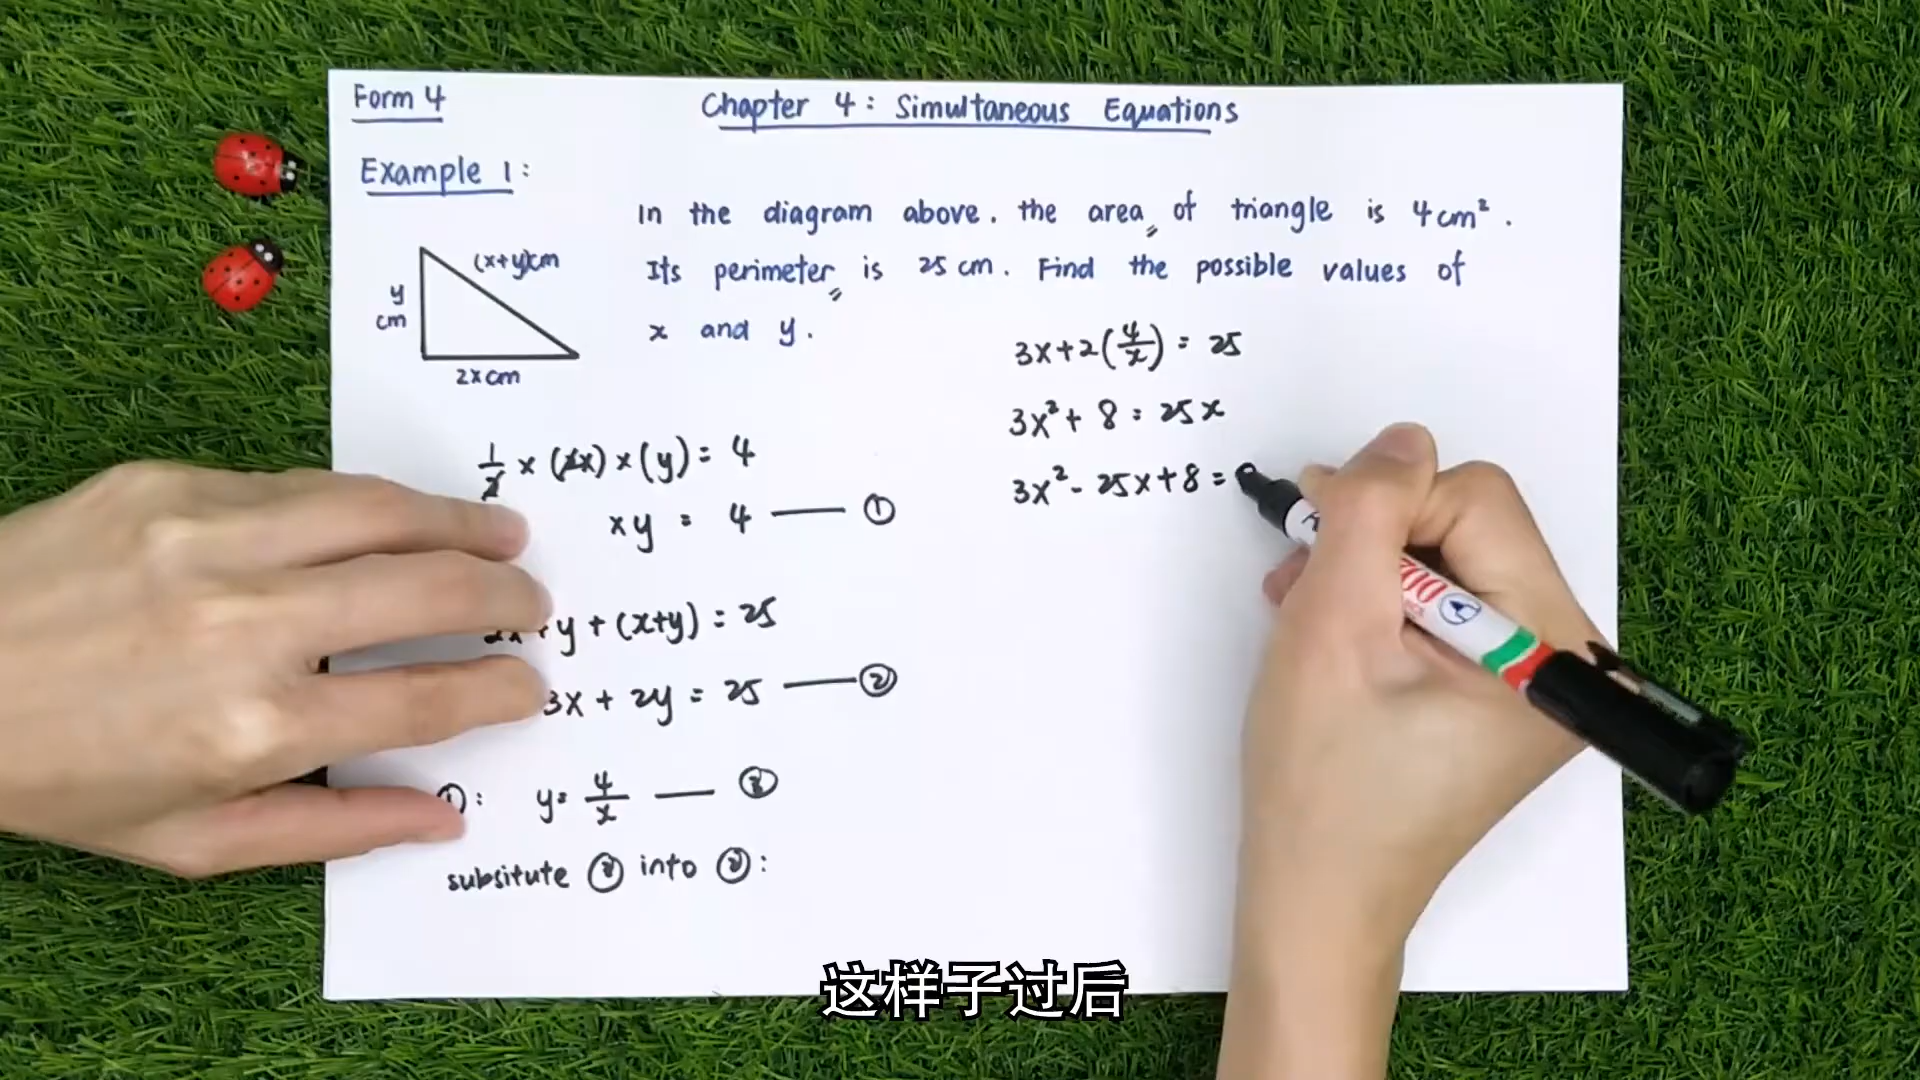 Form 4
Chapter 4: Simultaneous Equations
Example 1:
In the diagram above, the area of triangle is 4cm².
Its perimeter is 25 cm. Find the possible values of
x and y.
(x+y)cm
y
cm
2x cm
1/2 × (2x) × (y) = 4
xy = 4 —— ①
+ y + (x+y) = 25
3x + 2y = 25 —— ②
①: y = 4/x —— ③
subsitute ③ into ②:
3x + 2(4/x) = 25
3x² + 8 = 25x
3x² - 25x + 8 =
这样子过后